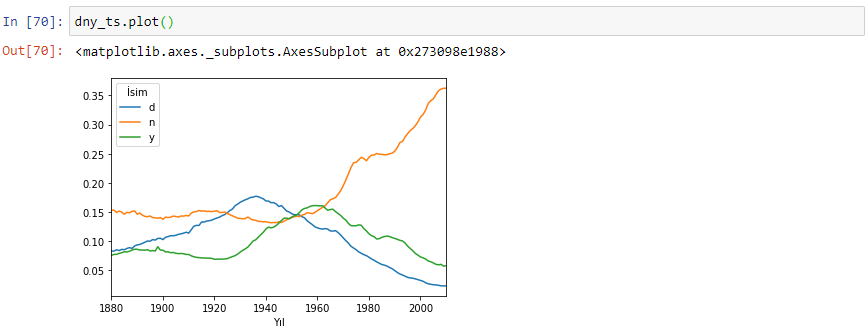 In [70]: dny_ts.plot()
Out[70]: <matplotlib.axes._subplots.AxesSubplot at 0x273098e1988>
İsim
d
n
y
0.35
0.30
0.25
0.20
0.15
0.10
0.05
1880 1900 1920 1940 1960 1980 2000
Yıl